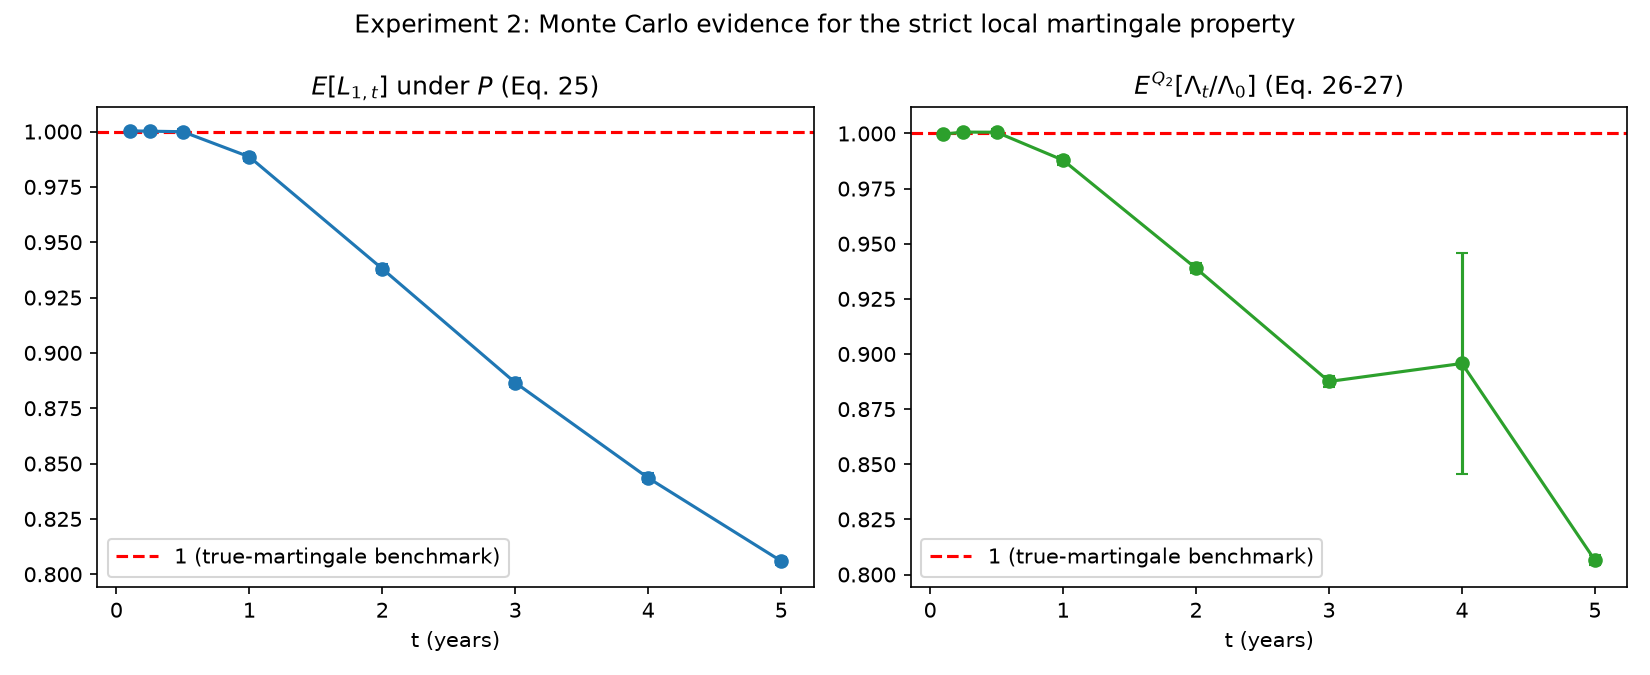 Experiment 2: Monte Carlo evidence for the strict local martingale property
E[L₁,ₜ] under P (Eq. 25)
1.000
0.975
0.950
0.925
0.900
0.875
0.850
0.825
0.800
1 (true-martingale benchmark)
0 1 2 3 4 5
t (years)
E^{Q₂}[Λₜ/Λ₀] (Eq. 26-27)
1.000
0.975
0.950
0.925
0.900
0.875
0.850
0.825
0.800
1 (true-martingale benchmark)
0 1 2 3 4 5
t (years)